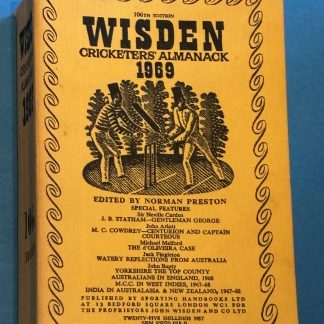 106TH EDITION
WISDEN
CRICKETERS' ALMANACK
1969
EDITED BY NORMAN PRESTON
SPECIAL FEATURES
Sir Neville Cardus
J. B. STATHAM—GENTLEMAN GEORGE
John Arlott
M. C. COWDREY—CENTURION AND CAPTAIN
COURTEOUS
Michael Melford
THE D'OLIVEIRA CASE
Jack Fingleton
WATERY REFLECTIONS FROM AUSTRALIA
John Bapty
YORKSHIRE THE TOP COUNTY
AUSTRALIANS IN ENGLAND, 1968
M.C.C. IN WEST INDIES, 1967-68
INDIA IN AUSTRALASIA & NEW ZEALAND, 1967-68
PUBLISHED BY SPORTING HANDBOOKS LTD
AT 13 BEDFORD SQUARE LONDON WC1 FOR
THE PROPRIETORS JOHN WISDEN AND CO LTD
TWENTY-FIVE SHILLINGS NET
WISDEN
CRICKETERS'
ALMANACK
1969